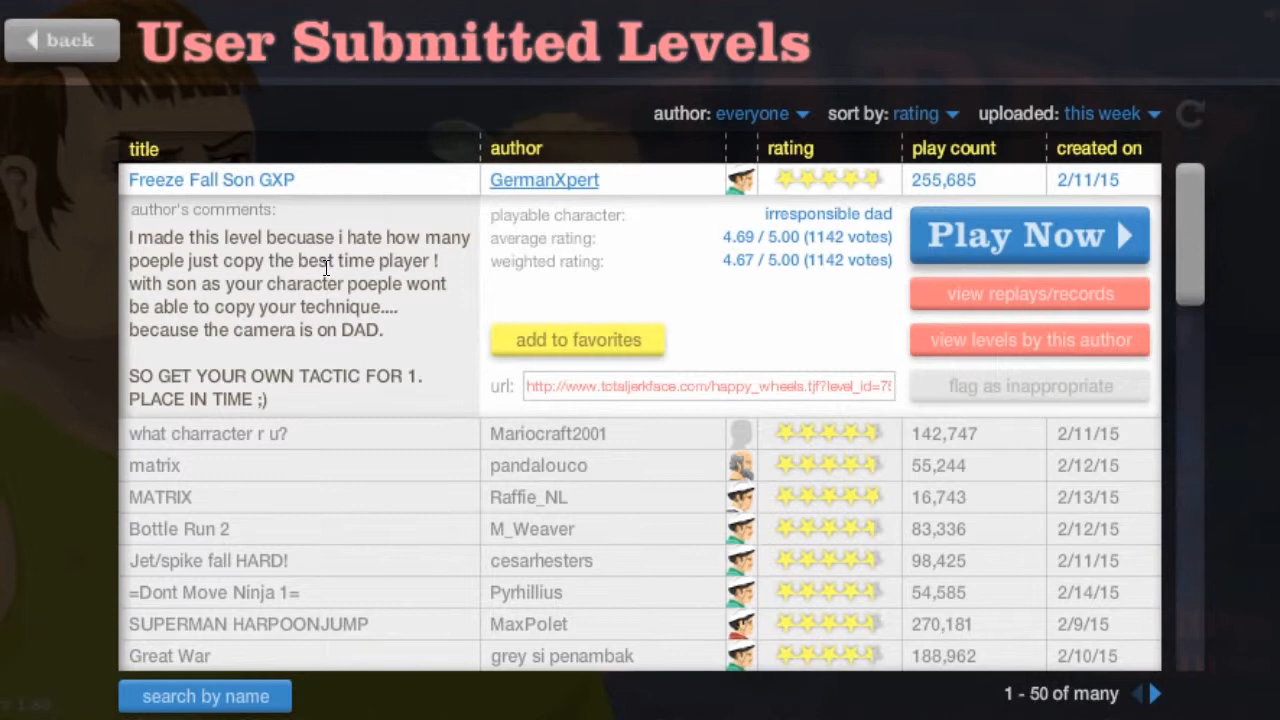 back
User Submitted Levels
author: everyone sort by: rating uploaded: this week
title author rating play count created on
Freeze Fall Son GXP GermanXpert 255,685 2/11/15
author's comments:
I made this level becuase i hate how many
poeple just copy the best time player !
with son as your character poeple wont
be able to copy your technique....
because the camera is on DAD.
SO GET YOUR OWN TACTIC FOR 1.
PLACE IN TIME ;)
playable character: irresponsible dad
average rating: 4.69 / 5.00 (1142 votes)
weighted rating: 4.67 / 5.00 (1142 votes)
add to favorites
url: http://www.totaljerkface.com/happy_wheels.tjf?level_id=75
Play Now
view replays/records
view levels by this author
flag as inappropriate
what charracter r u? Mariocraft2001 142,747 2/11/15
matrix pandalouco 55,244 2/12/15
MATRIX Raffie_NL 16,743 2/13/15
Bottle Run 2 M_Weaver 83,336 2/12/15
Jet/spike fall HARD! cesarhesters 98,425 2/11/15
=Dont Move Ninja 1= Pyrhillius 54,585 2/14/15
SUPERMAN HARPOONJUMP MaxPolet 270,181 2/9/15
Great War grey si penambak 188,962 2/10/15
search by name
1 - 50 of many